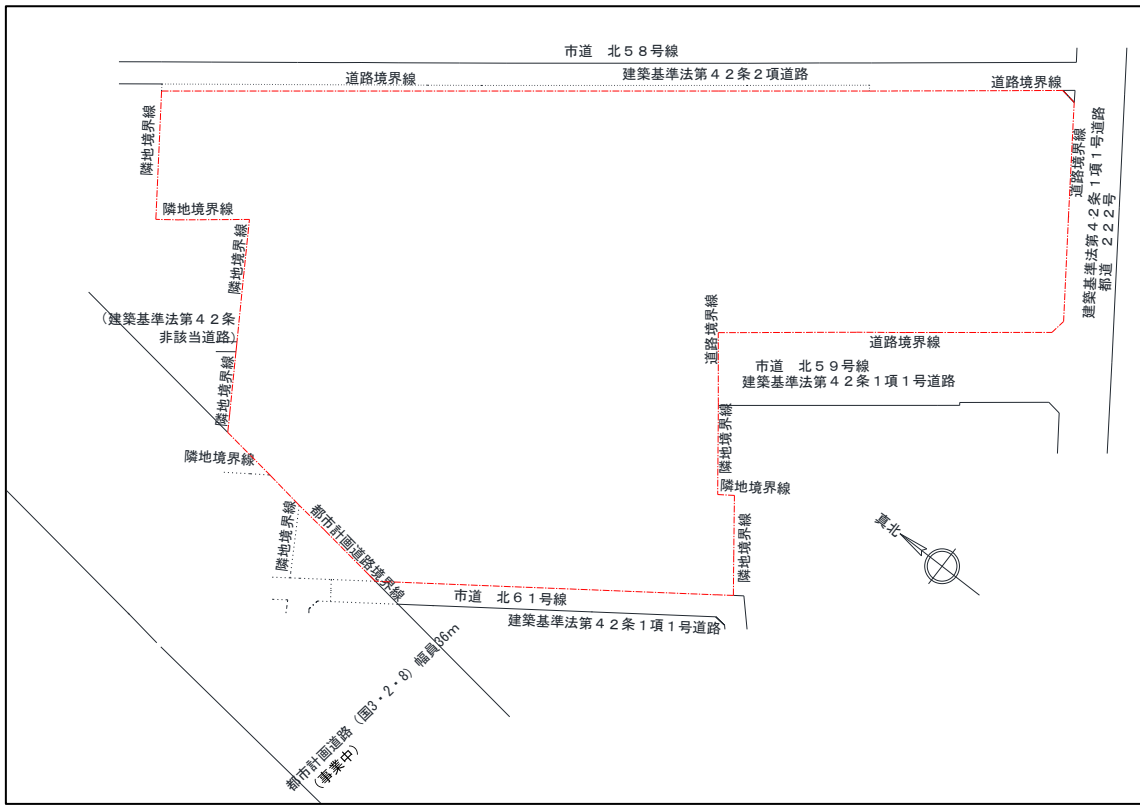 市道　北５８号線
道路境界線
建築基準法第４２条２項道路
道路境界線
隣地境界線
道路境界線
建築基準法第４２条１項１号道路
都道　２２２号
隣地境界線
隣地境界線
（建築基準法第４２条
非該当道路）
隣地境界線
道路境界線
道路境界線
市道　北５９号線
建築基準法第４２条１項１号道路
隣地境界線
隣地境界線
隣地境界線
隣地境界線
都市計画道路境界線
隣地境界線
真北
市道　北６１号線
建築基準法第４２条１項１号道路
都市計画道路（国3・2・8）幅員36m
（事業中）